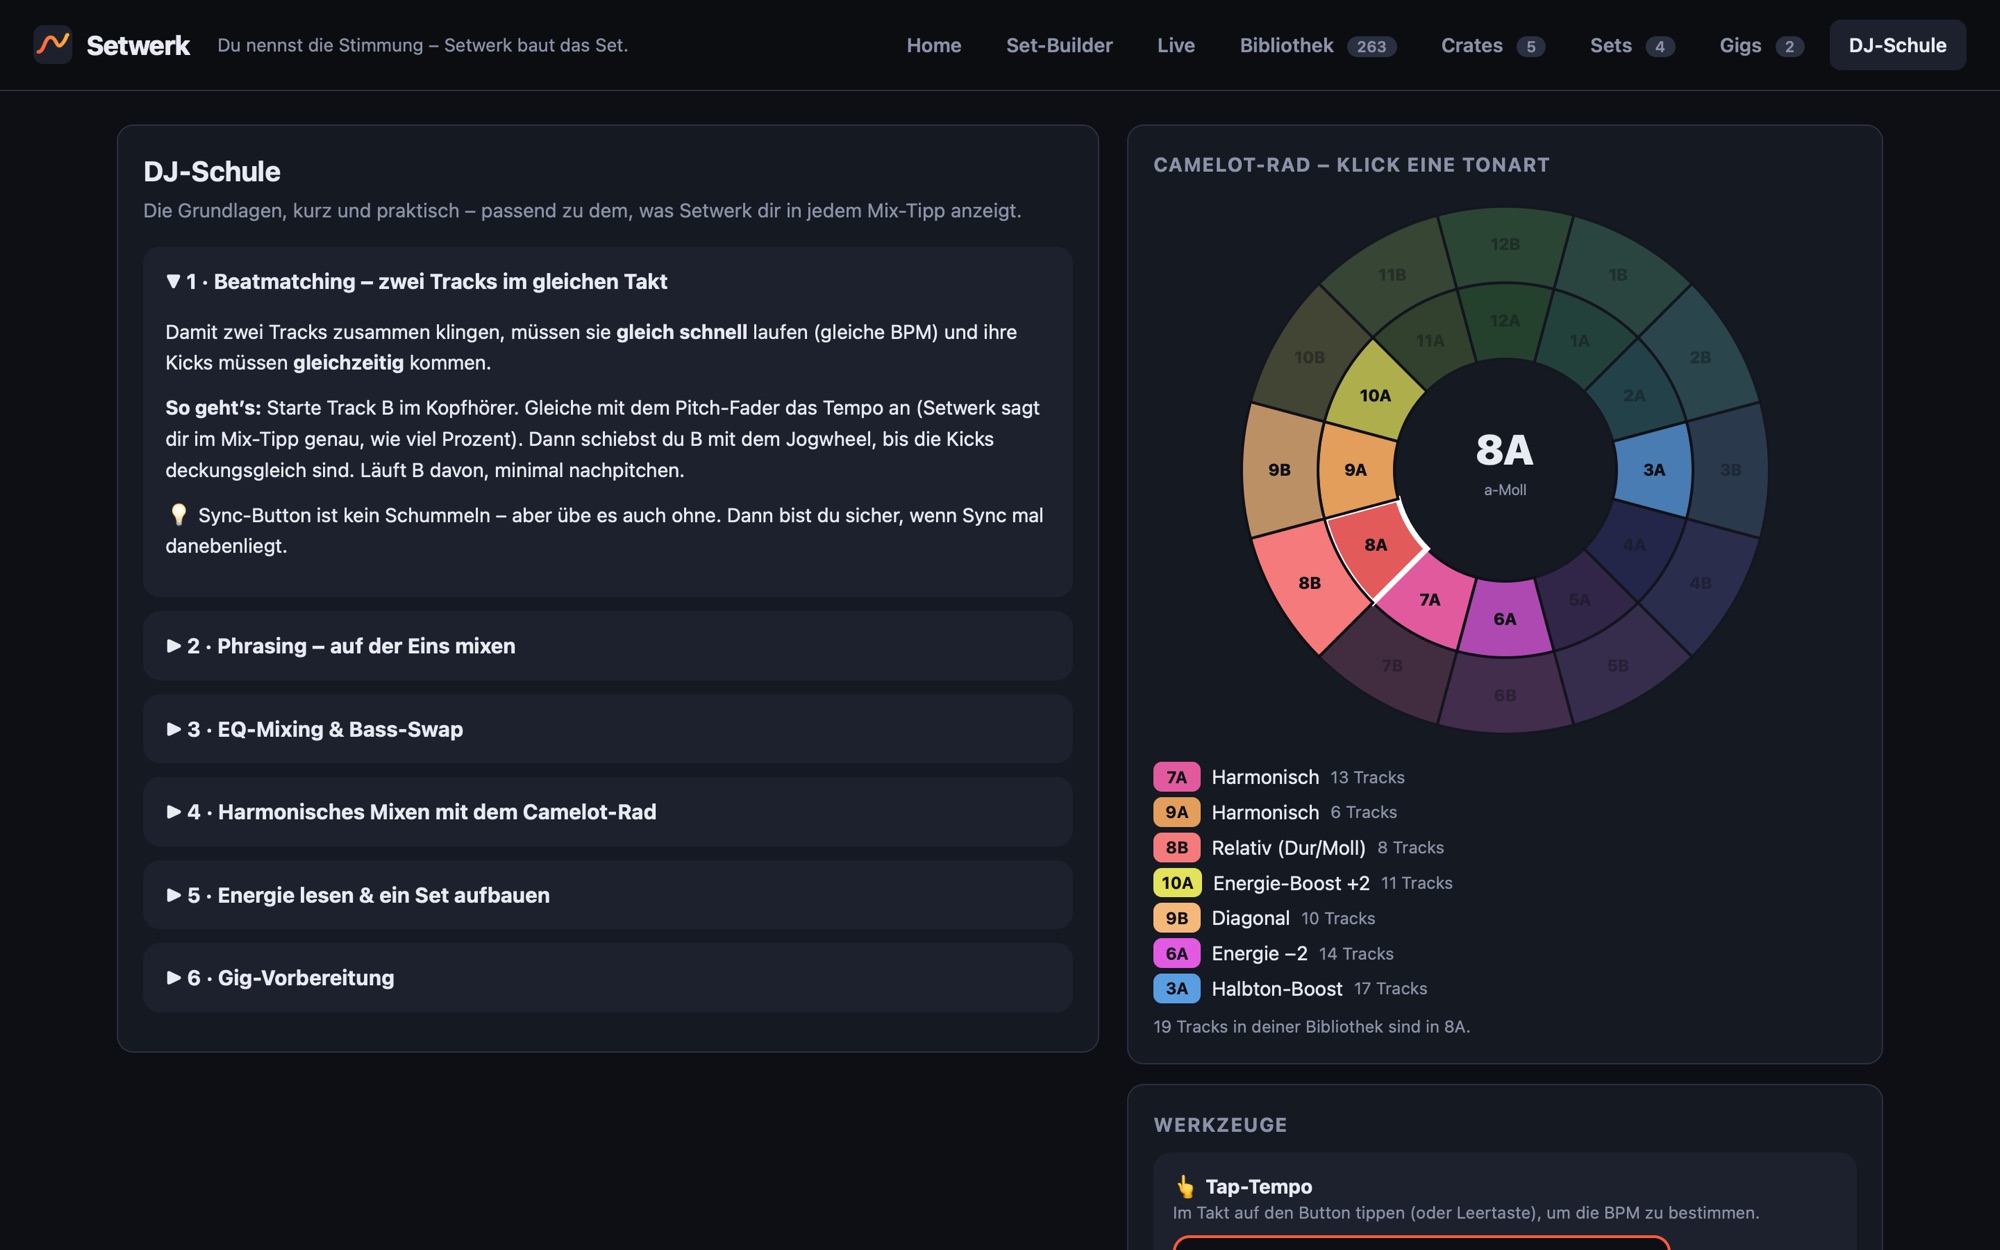 Setwerk
Du nennst die Stimmung – Setwerk baut das Set.
Home
Set-Builder
Live
Bibliothek 263
Crates 5
Sets 4
Gigs 2
DJ-Schule
DJ-Schule
Die Grundlagen, kurz und praktisch – passend zu dem, was Setwerk dir in jedem Mix-Tipp anzeigt.
▼ 1 · Beatmatching – zwei Tracks im gleichen Takt
Damit zwei Tracks zusammen klingen, müssen sie gleich schnell laufen (gleiche BPM) und ihre
Kicks müssen gleichzeitig kommen.
So geht’s: Starte Track B im Kopfhörer. Gleiche mit dem Pitch-Fader das Tempo an (Setwerk sagt
dir im Mix-Tipp genau, wie viel Prozent). Dann schiebst du B mit dem Jogwheel, bis die Kicks
deckungsgleich sind. Läuft B davon, minimal nachpitchen.
💡 Sync-Button ist kein Schummeln – aber übe es auch ohne. Dann bist du sicher, wenn Sync mal
danebenliegt.
▶ 2 · Phrasing – auf der Eins mixen
▶ 3 · EQ-Mixing & Bass-Swap
▶ 4 · Harmonisches Mixen mit dem Camelot-Rad
▶ 5 · Energie lesen & ein Set aufbauen
▶ 6 · Gig-Vorbereitung
CAMELOT-RAD – KLICK EINE TONART
12B
11B
1B
12A
11A
1A
10B
2B
10A
2A
9B
9A
8A
a-Moll
3A
3B
8A
4A
8B
4B
7A
6A
5A
7B
5B
6B
7A Harmonisch 13 Tracks
9A Harmonisch 6 Tracks
8B Relativ (Dur/Moll) 8 Tracks
10A Energie-Boost +2 11 Tracks
9B Diagonal 10 Tracks
6A Energie −2 14 Tracks
3A Halbton-Boost 17 Tracks
19 Tracks in deiner Bibliothek sind in 8A.
WERKZEUGE
👆 Tap-Tempo
Im Takt auf den Button tippen (oder Leertaste), um die BPM zu bestimmen.